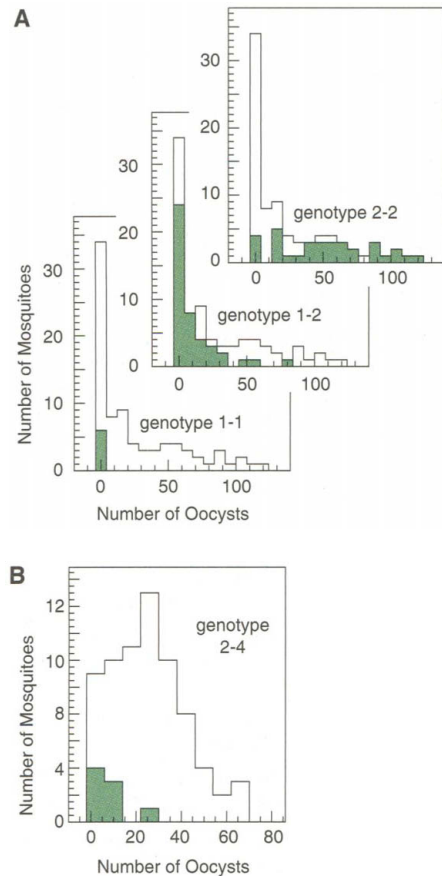 A
30
20
10
0
genotype 2-2
0 50 100
30
20
10
0
genotype 1-2
0 50 100
Number of Mosquitoes
30
20
10
0
genotype 1-1
0 50 100
Number of Oocysts
B
Number of Mosquitoes
12
8
10
4
0
genotype
2-4
0 20 40 60 80
Number of Oocysts